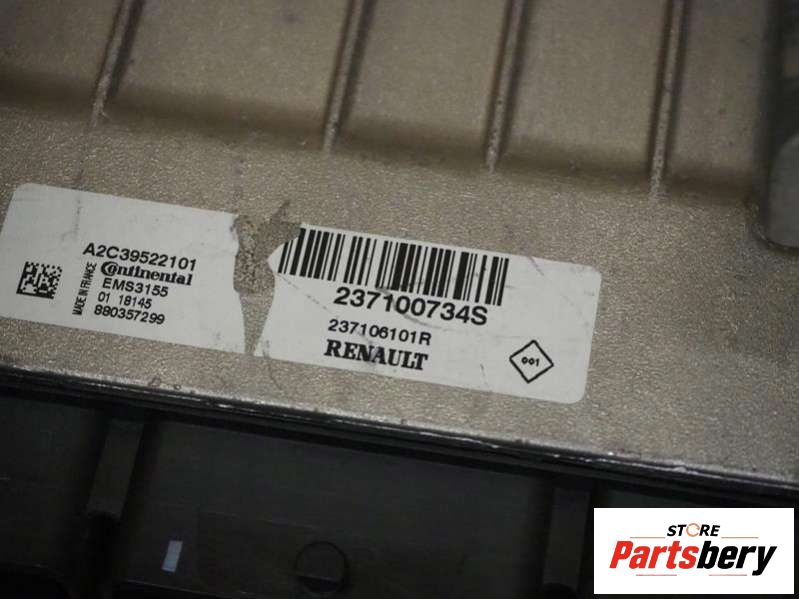 A2C39522101
Continental
MADE IN FRANCE
EMS3155
01 18145
880357299
237100734S
237106101R
RENAULT
001
STORE
Partsbery